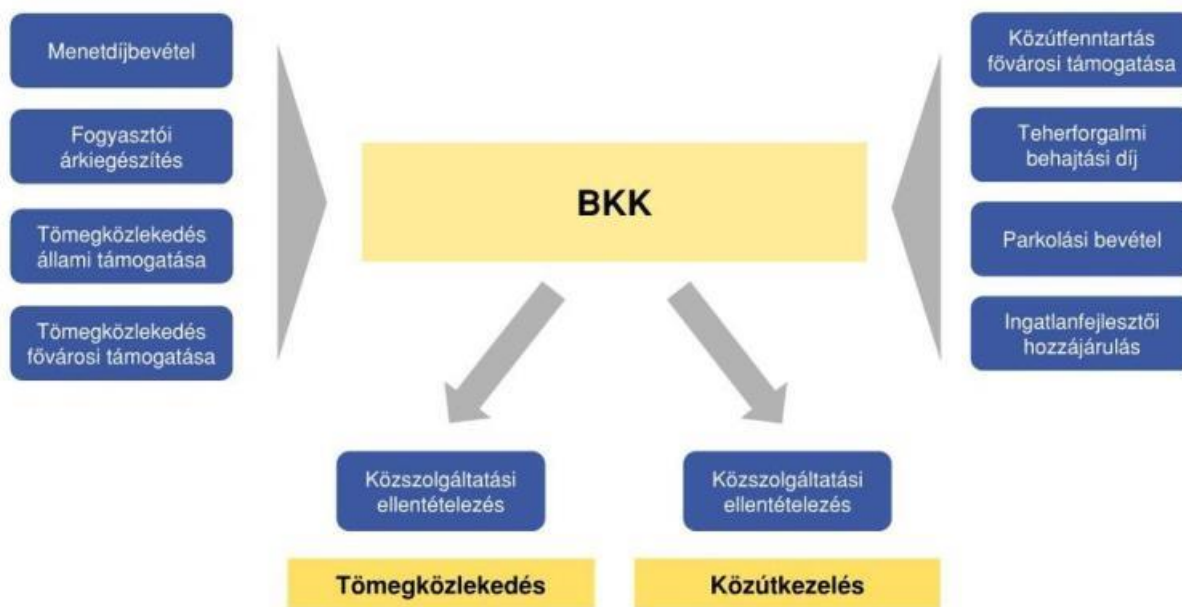 Menetdíjbevétel
Fogyasztói
árkiegészítés
Tömegközlekedés
állami támogatása
Tömegközlekedés
fővárosi támogatása
BKK
Közútfenntartás
fővárosi támogatása
Teherforgalmi
behajtási díj
Parkolási bevétel
Ingatlanfejlesztői
hozzájárulás
Közszolgáltatási
ellentételezés
Tömegközlekedés
Közszolgáltatási
ellentételezés
Közútkezelés